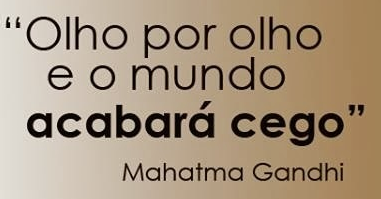 “Olho por olho
e o mundo
acabará cego”
Mahatma Gandhi